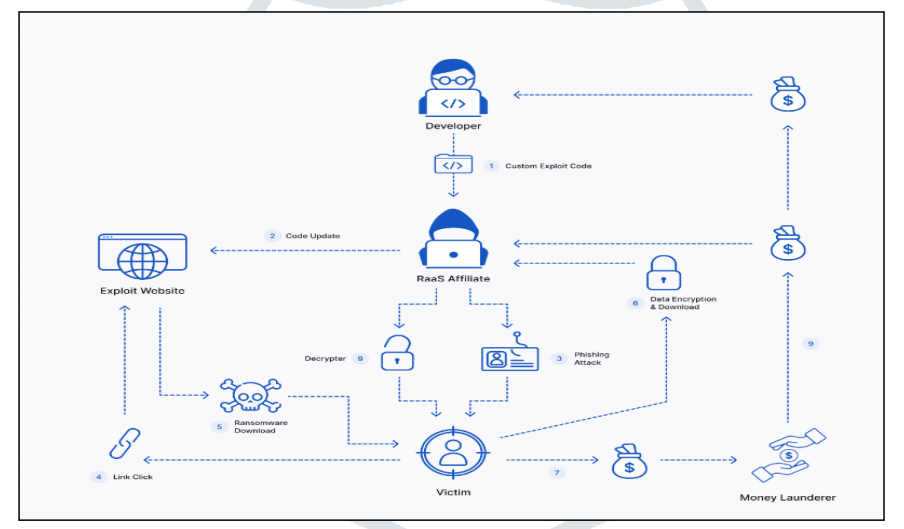 Developer
1 Custom Exploit Code
2 Code Update
Exploit Website
RaaS Affiliate
6 Data Encryption
& Download
Decrypter 9
3 Phishing
Attack
9
5 Ransomware
Download
4 Link Click
Victim
7
Money Launderer
$
$
$
$
</>
</>